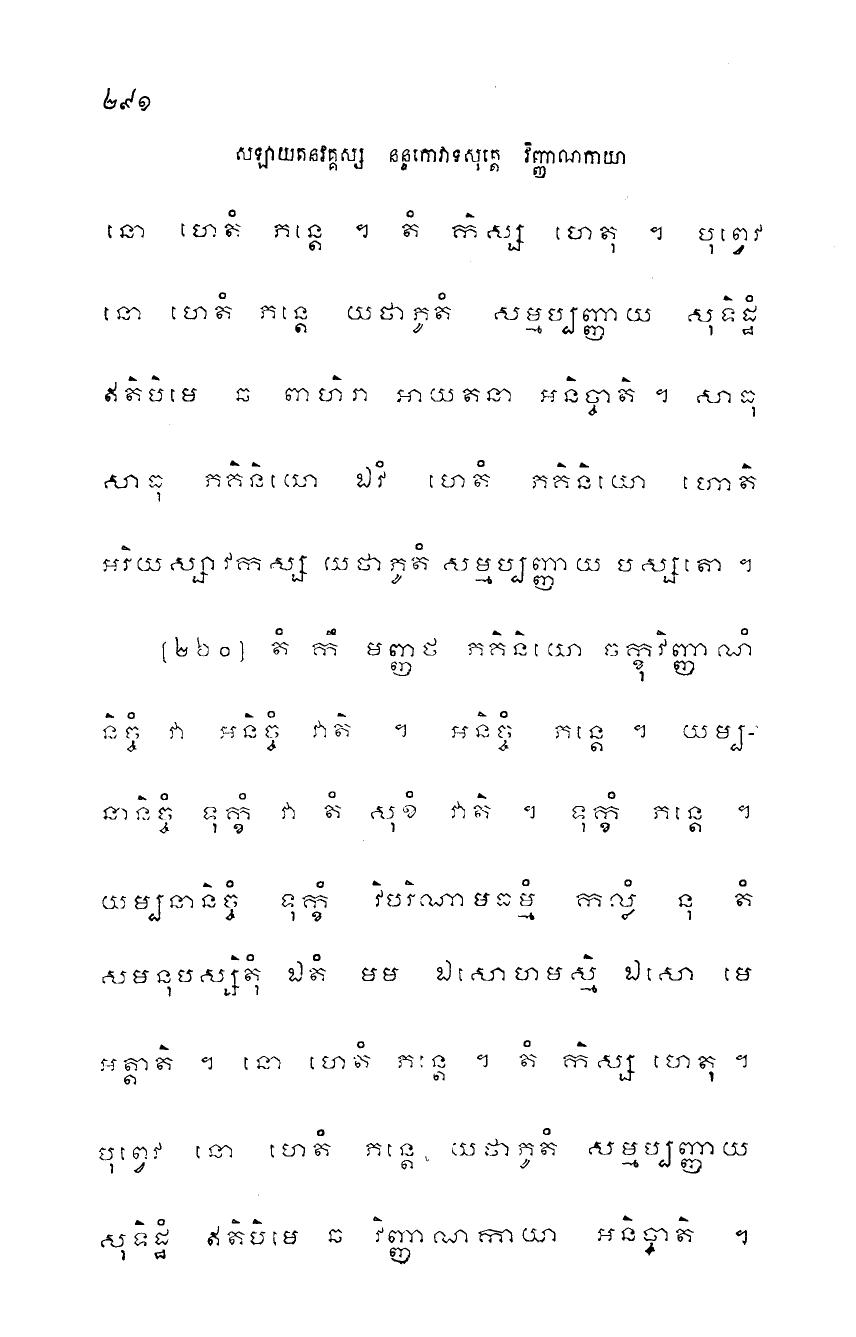 ២៩១
សឡាយតនវគ្គស្ស នន្ទកោវាទសុត្តេ វិញ្ញាណកាយា
នោ ហេតំ ភន្តេ ។ តំ កិស្ស ហេតុ ។ បុព្វេវ
នោ ហេតំ ភន្តេ យថាភូតំ សម្មប្បញ្ញាយ សុទិដ្ឋំ
ឥតិបិមេ ឆ ពាហិរា អាយតនា អនិច្ចាតិ ។ សាធុ
សាធុ ភគិនិយោ ឯវំ ហេតំ ភគិនិយោ ហោតិ
អរិយស្សាវកស្ស យថាភូតំ សម្មប្បញ្ញាយ បស្សតោ ។
[២៦០] តំ កឹ មញ្ញថ ភគិនិយោ ចក្ខុវិញ្ញាណំ
និច្ចំ វា អនិច្ចំ វាតិ ។ អនិច្ចំ ភន្តេ ។ យម្ប-
នានិច្ចំ ទុក្ខំ វា តំ សុខំ វាតិ ។ ទុក្ខំ ភន្តេ ។
យម្បនានិច្ចំ ទុក្ខំ វិបរិណាមធម្មំ កល្លំ នុ តំ
សមនុបស្សិតុំ ឯតំ មម ឯសោហមស្មិ ឯសោ មេ
អត្តាតិ ។ នោ ហេតំ ភន្តេ ។ តំ កិស្ស ហេតុ ។
បុព្វេវ នោ ហេតំ ភន្តេ យថាភូតំ សម្មប្បញ្ញាយ
សុទិដ្ឋំ ឥតិបិមេ ឆ វិញ្ញាណកាយា អនិច្ចាតិ ។